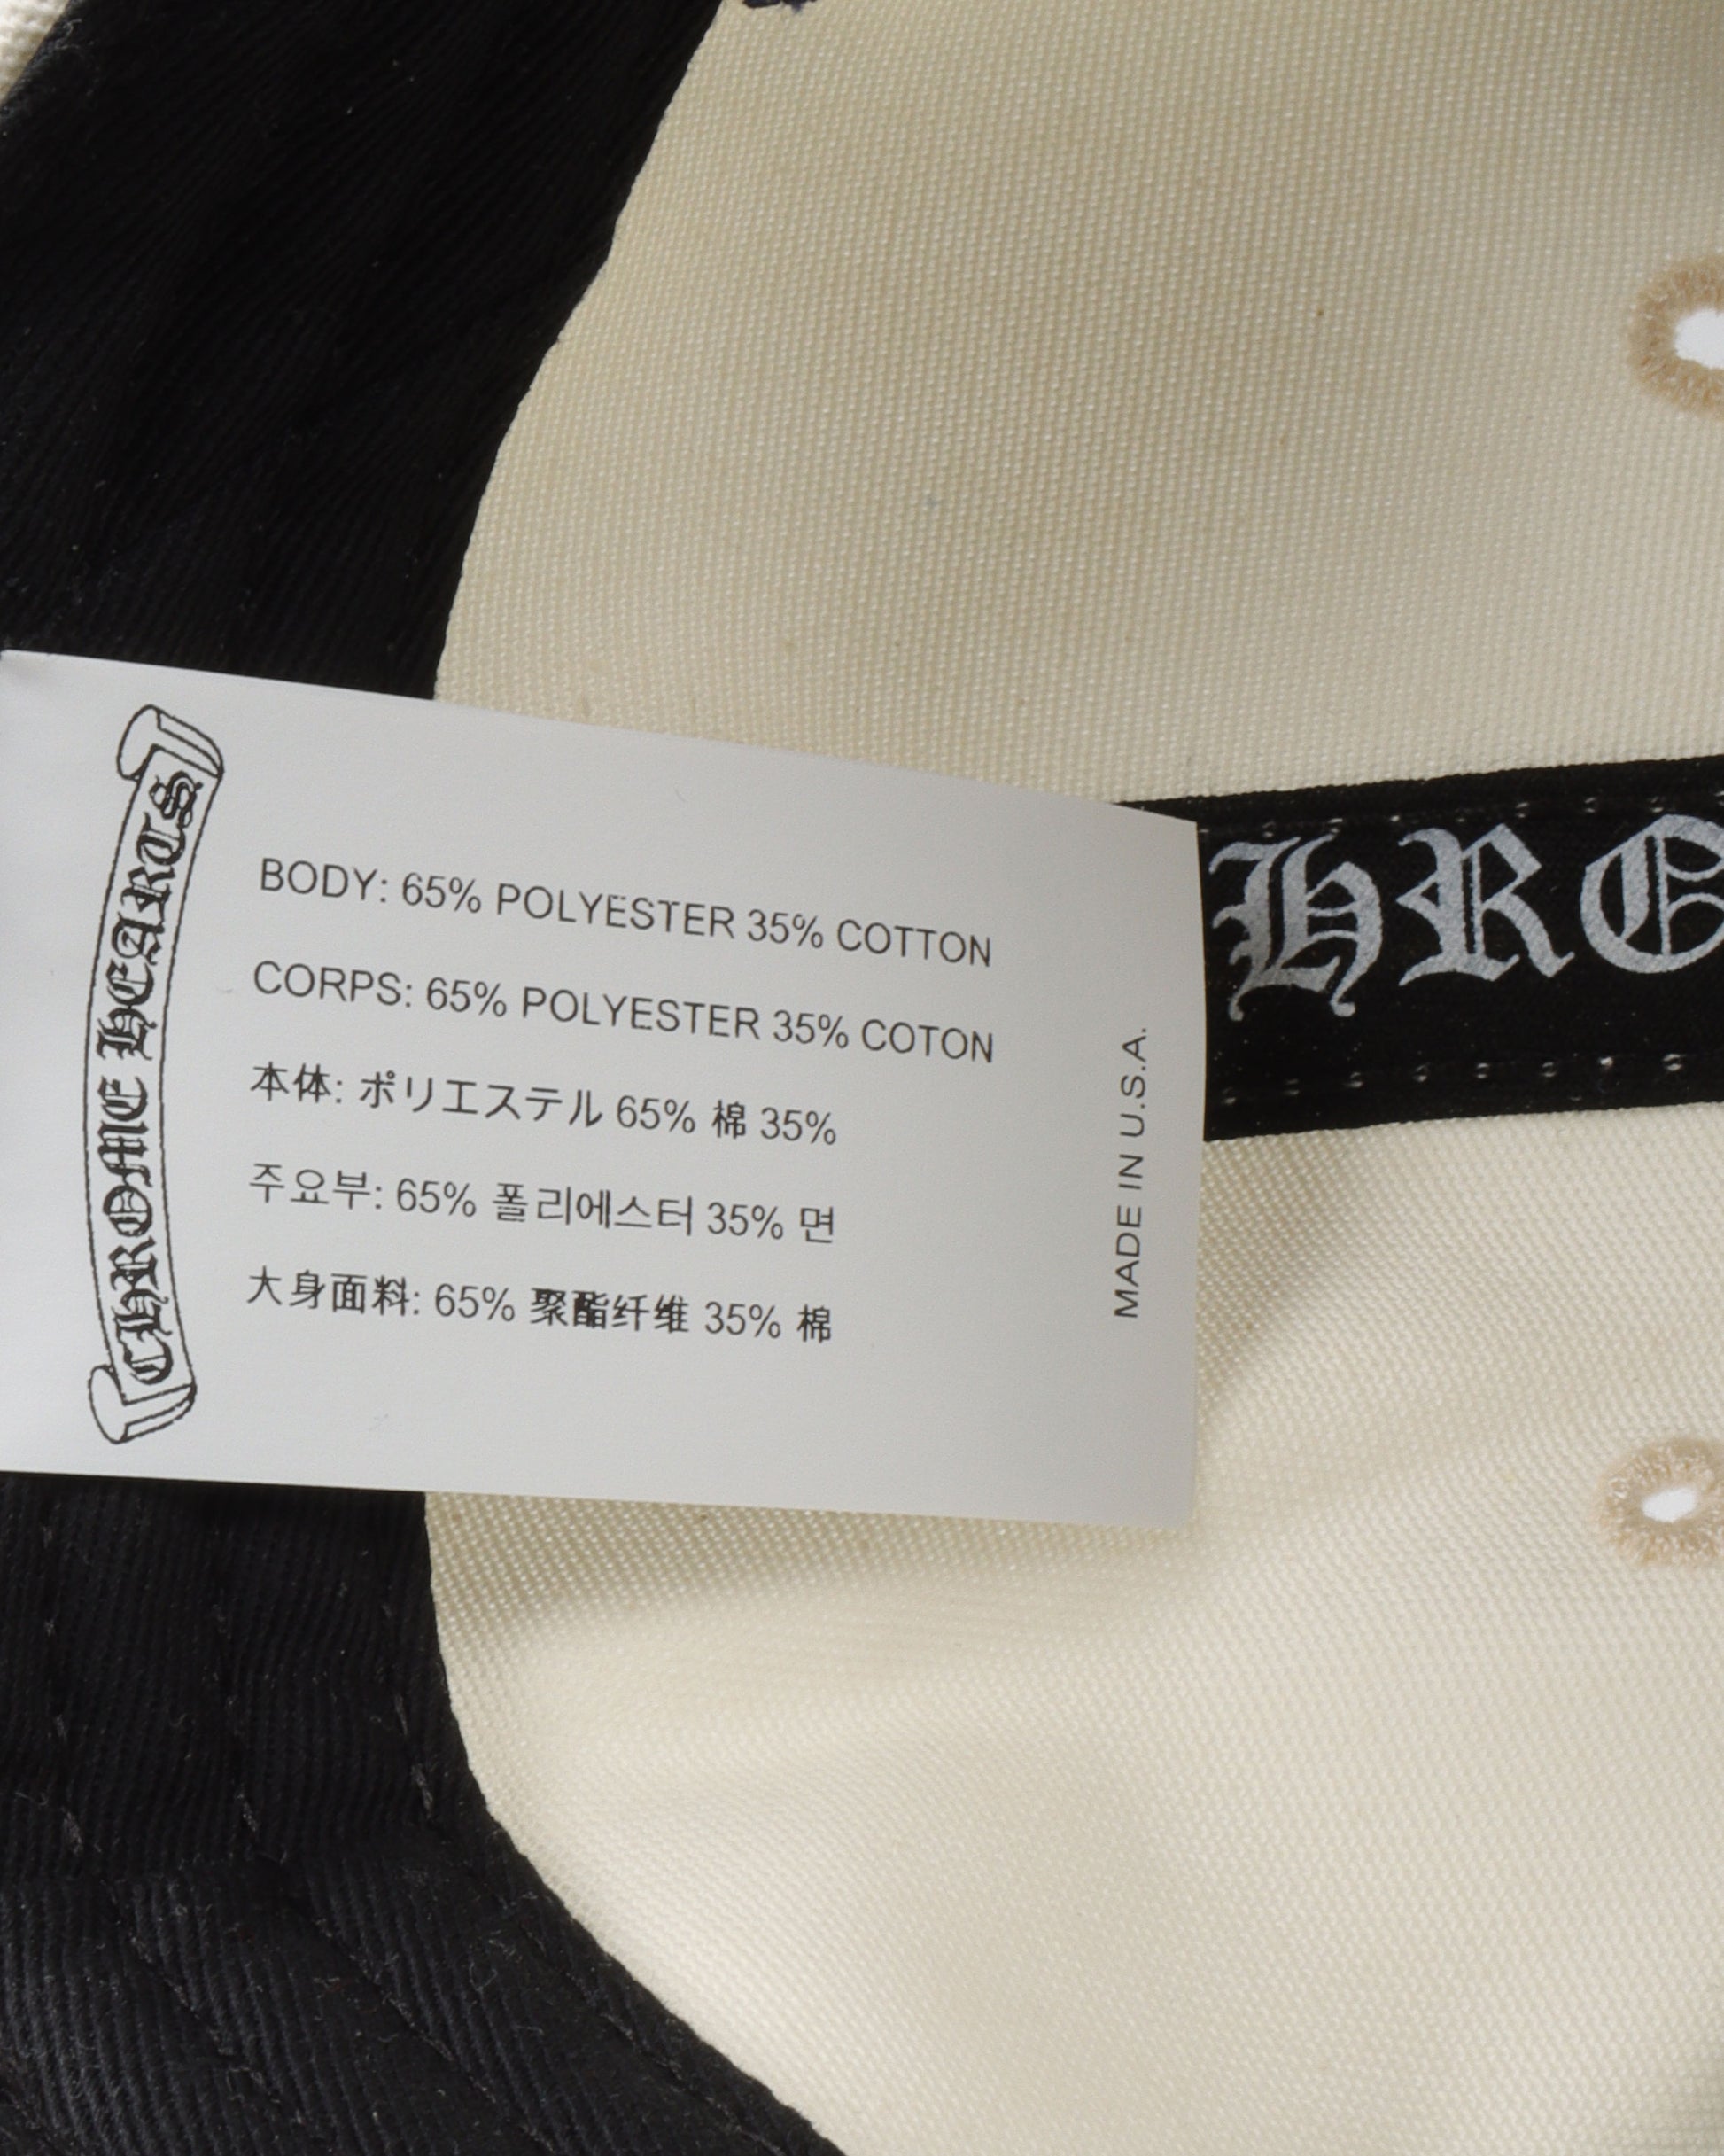 CHROME HEARTS
BODY: 65% POLYESTER 35% COTTON
CORPS: 65% POLYESTER 35% COTON
本体: ポリエステル 65% 棉 35%
주요부: 65% 폴리에스터 35% 면
大身面料: 65% 聚酯纤维 35% 棉
MADE IN U.S.A.
HRO